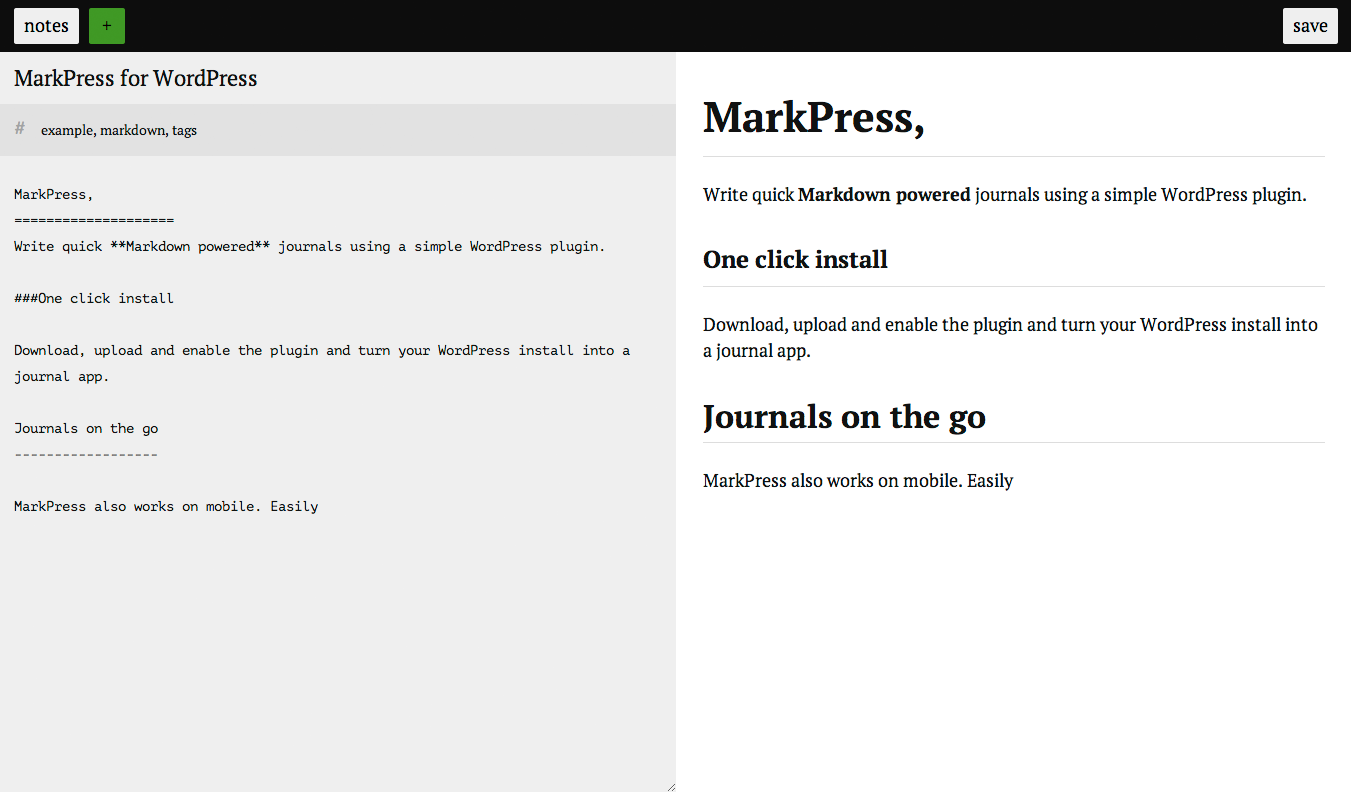 notes
+
save
MarkPress for WordPress
# example, markdown, tags
MarkPress,
====================
Write quick **Markdown powered** journals using a simple WordPress plugin.
###One click install
Download, upload and enable the plugin and turn your WordPress install into a
journal app.
Journals on the go
------------------
MarkPress also works on mobile. Easily
MarkPress,
Write quick Markdown powered journals using a simple WordPress plugin.
One click install
Download, upload and enable the plugin and turn your WordPress install into
a journal app.
Journals on the go
MarkPress also works on mobile. Easily